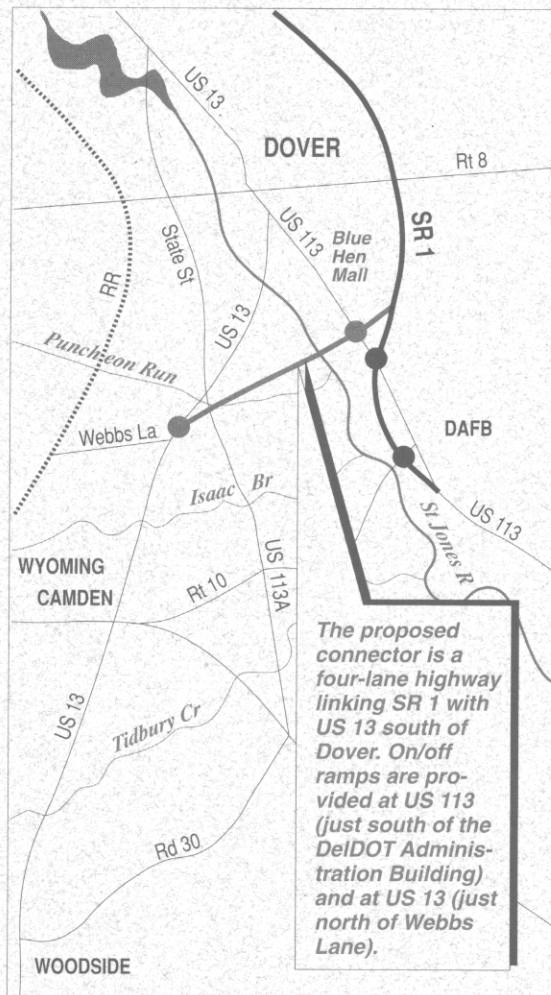 US 13
DOVER
Rt 8
US 113
SR 1
Blue
Hen
Mall
State St
RR
US 13
Puncheon Run
Webbs La
DAFB
Isaac Br
St Jones R
US 113
WYOMING
CAMDEN
Rt 10
US 113A
US 13
Tidbury Cr
Rd 30
WOODSIDE
The proposed
connector is a
four-lane highway
linking SR 1 with
US 13 south of
Dover. On/off
ramps are pro-
vided at US 113
(just south of the
DelDOT Adminis-
tration Building)
and at US 13 (just
north of Webbs
Lane).